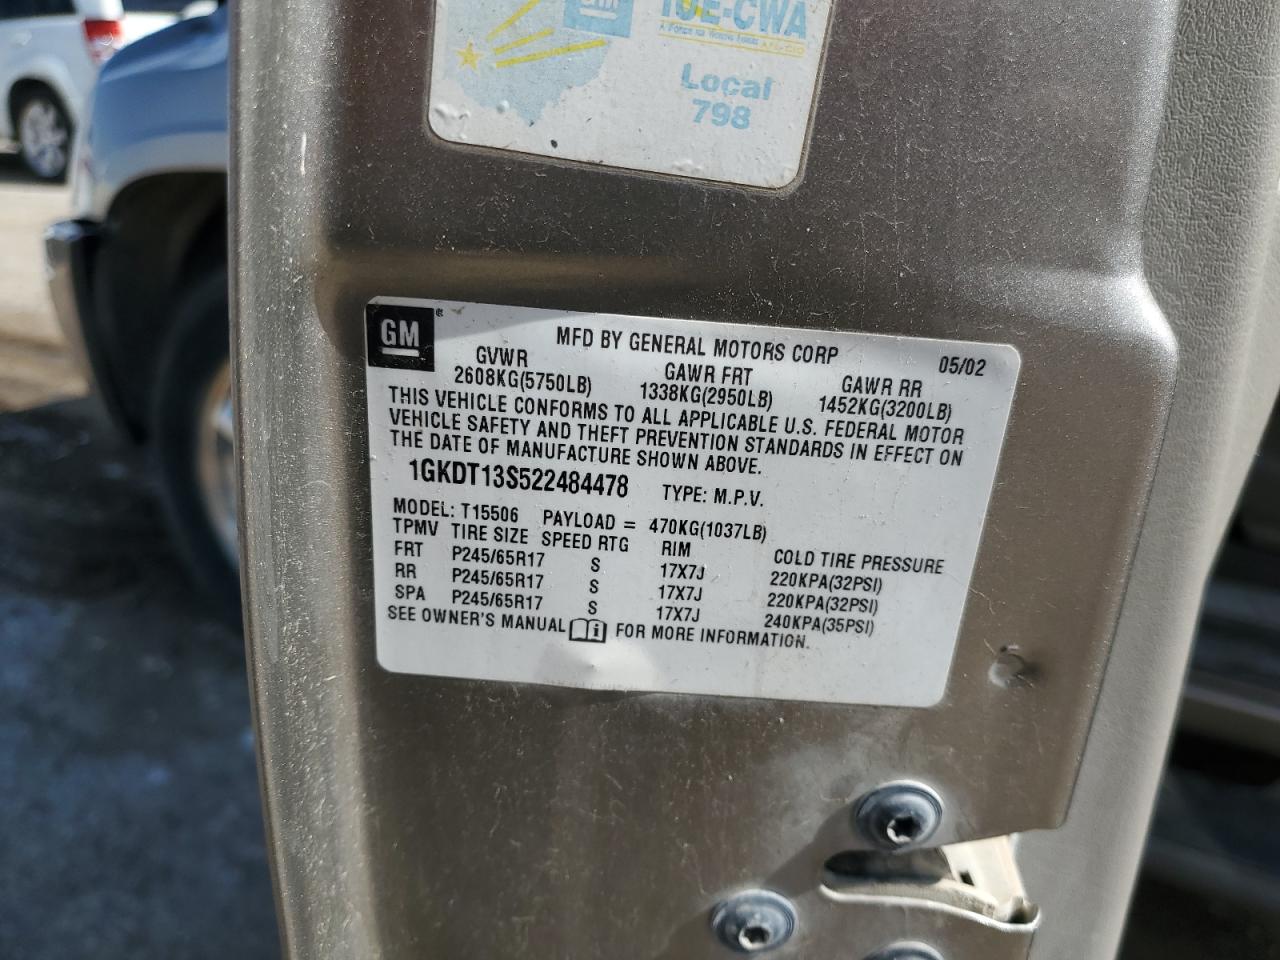 gm IUE-CWA
AFL-CIO
Local
798
GM®
MFD BY GENERAL MOTORS CORP 05/02
GVWR GAWR FRT GAWR RR
2608KG(5750LB) 1338KG(2950LB) 1452KG(3200LB)
THIS VEHICLE CONFORMS TO ALL APPLICABLE U.S. FEDERAL MOTOR
VEHICLE SAFETY AND THEFT PREVENTION STANDARDS IN EFFECT ON
THE DATE OF MANUFACTURE SHOWN ABOVE.
1GKDT13S522484478 TYPE: M.P.V.
MODEL: T15506 PAYLOAD = 470KG(1037LB)
TPMV TIRE SIZE SPEED RTG RIM COLD TIRE PRESSURE
FRT P245/65R17 S 17X7J 220KPA(32PSI)
RR P245/65R17 S 17X7J 220KPA(32PSI)
SPA P245/65R17 S 17X7J 240KPA(35PSI)
SEE OWNER'S MANUAL i FOR MORE INFORMATION.